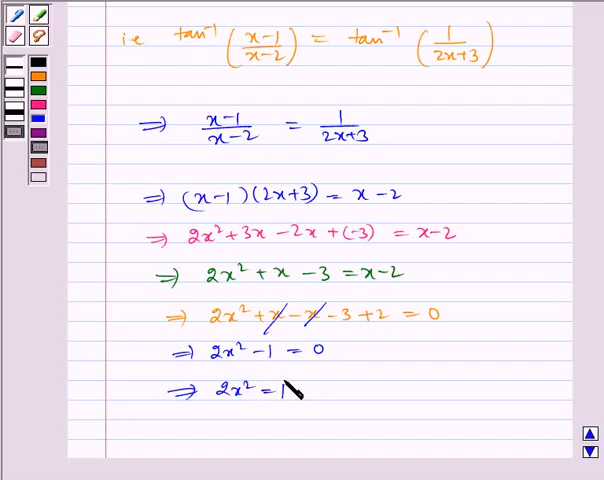 i.e tan⁻¹ (x-1/x-2) = tan⁻¹ (1/2x+3)
⇒ x-1/x-2 = 1/2x+3
⇒ (x-1)(2x+3) = x-2
⇒ 2x²+3x-2x+(-3) = x-2
⇒ 2x²+x-3 = x-2
⇒ 2x²+x-x-3+2 = 0
⇒ 2x²-1 = 0
⇒ 2x² = 1